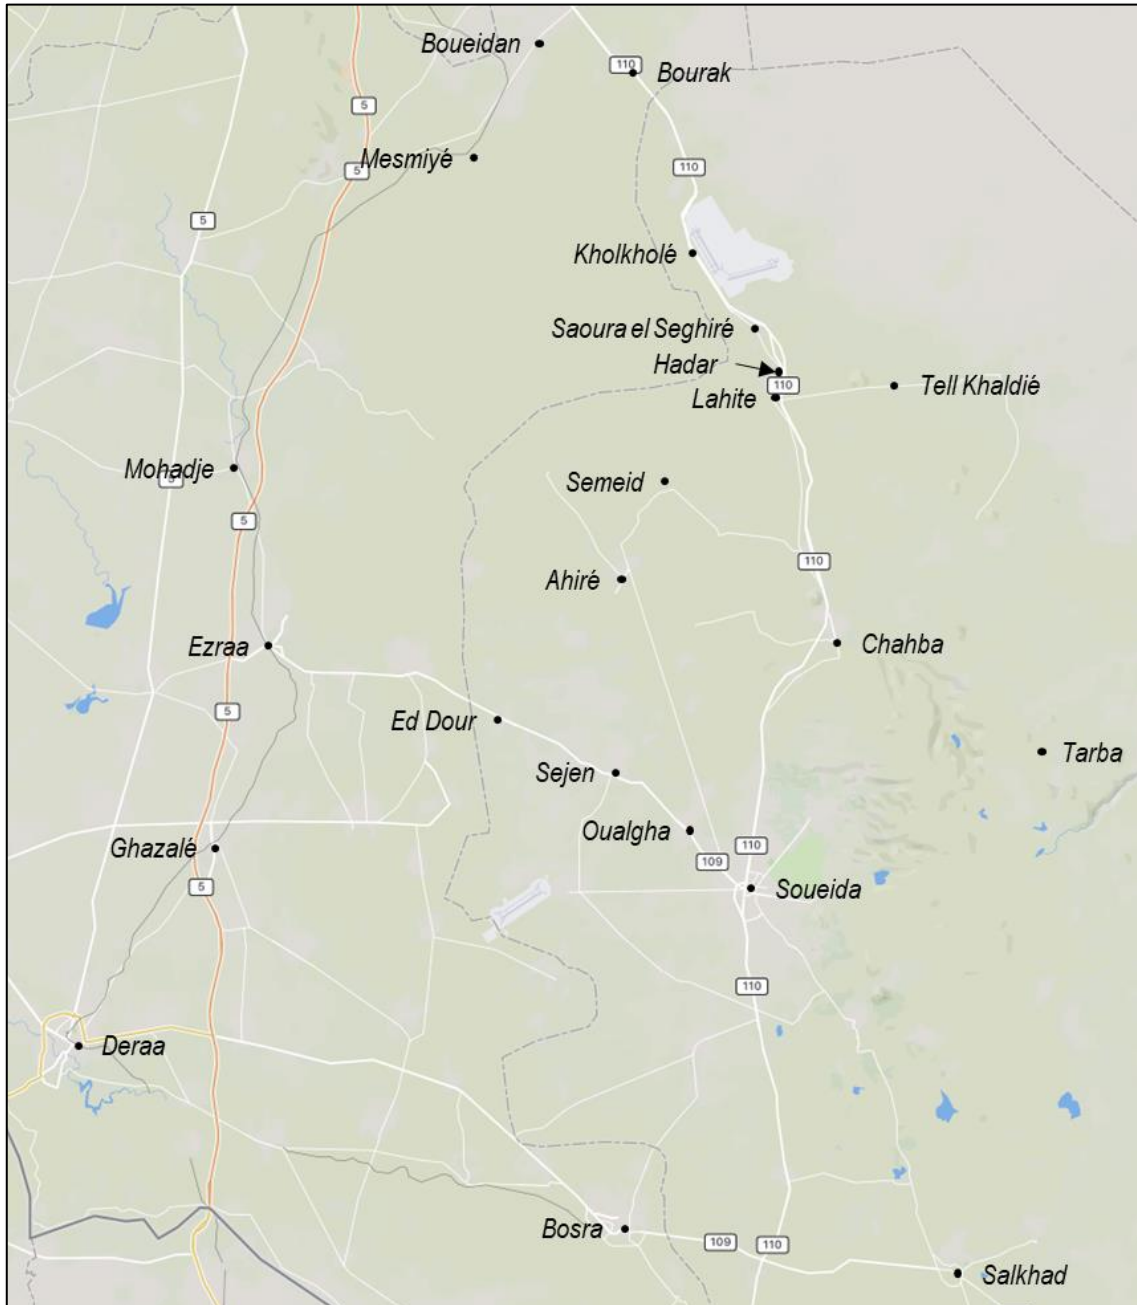 Boueidan
110
Bourak
5
Mesmiyé
5
110
5
Kholkholé
Saoura el Seghiré
Hadar
110
Tell Khaldié
Lahite
Mohadje
5
Semeid
5
110
Ahiré
Ezraa
Chahba
5
Ed Dour
Tarba
Sejen
Oualgha
110
Ghazalé
109
5
Soueida
110
Deraa
Bosra
109
110
Salkhad